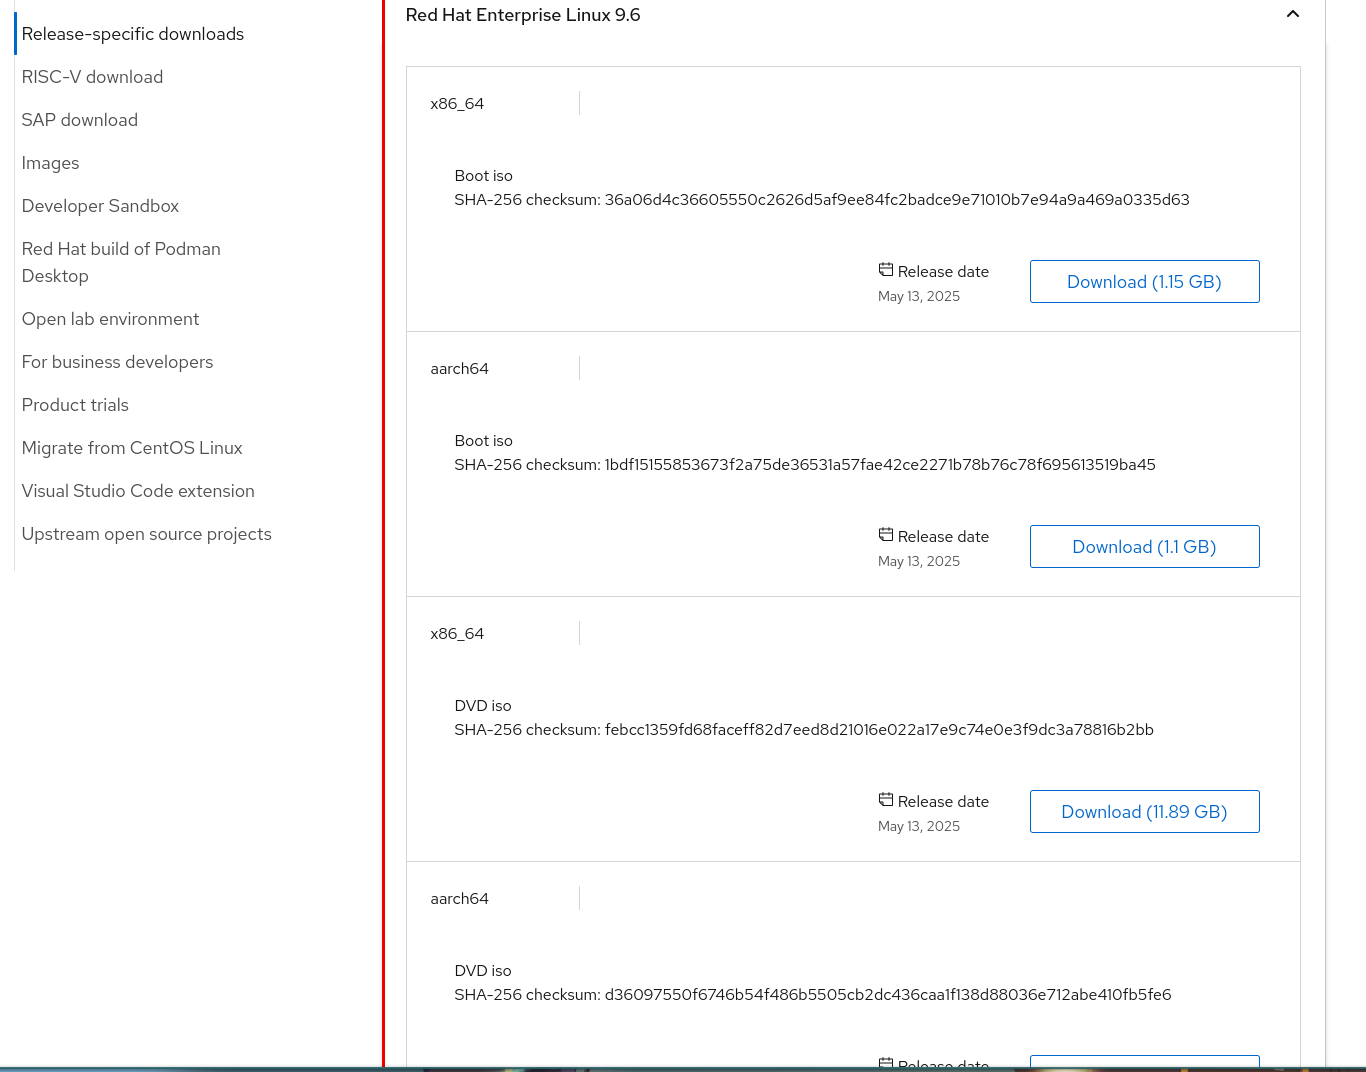 Release-specific downloads
RISC-V download
SAP download
Images
Developer Sandbox
Red Hat build of Podman
Desktop
Open lab environment
For business developers
Product trials
Migrate from CentOS Linux
Visual Studio Code extension
Upstream open source projects
Red Hat Enterprise Linux 9.6
x86_64
Boot iso
SHA-256 checksum: 36a06d4c36605550c2626d5af9ee84fc2badce9e71010b7e94a9a469a0335d63
Release date
May 13, 2025
Download (1.15 GB)
aarch64
Boot iso
SHA-256 checksum: 1bdf15155853673f2a75de36531a57fae42ce2271b78b76c78f695613519ba45
Release date
May 13, 2025
Download (1.1 GB)
x86_64
DVD iso
SHA-256 checksum: febcc1359fd68faceff82d7eed8d21016e022a17e9c74e0e3f9dc3a78816b2bb
Release date
May 13, 2025
Download (11.89 GB)
aarch64
DVD iso
SHA-256 checksum: d36097550f6746b54f486b5505cb2dc436caa1f138d88036e712abe410fb5fe6
Release date